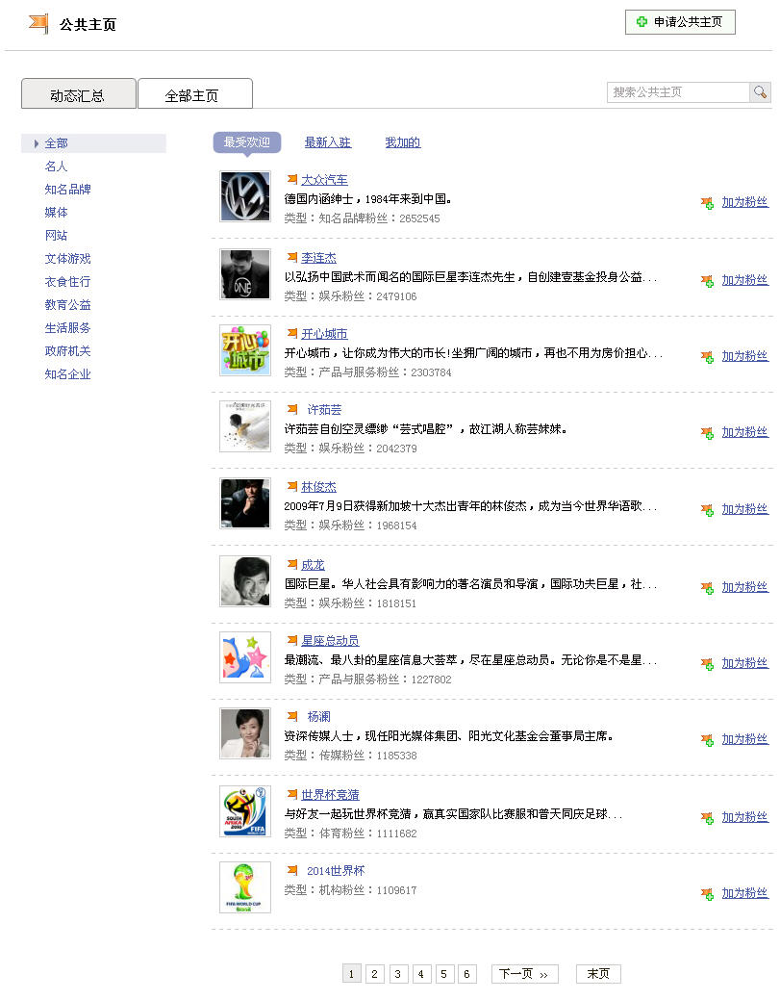 公共主页
申请公共主页
动态汇总
全部主页
搜索公共主页
全部
名人
知名品牌
媒体
网站
文体游戏
衣食住行
教育公益
生活服务
政府机关
知名企业
最受欢迎 最新入驻 我加的
大众汽车
德国内涵绅士，1984年来到中国。
类型：知名品牌粉丝：2652545
加为粉丝
李连杰
以弘扬中国武术而闻名的国际巨星李连杰先生，自创建壹基金投身公益...
类型：娱乐粉丝：2479106
加为粉丝
开心城市
开心城市
开心城市，让你成为伟大的市长!坐拥广阔的城市，再也不用为房价担心...
类型：产品与服务粉丝：2303784
加为粉丝
许茹芸
许茹芸自创空灵缥缈“芸式唱腔”，故江湖人称芸妹妹。
类型：娱乐粉丝：2042379
加为粉丝
林俊杰
2009年7月9日获得新加坡十大杰出青年的林俊杰，成为当今世界华语歌...
类型：娱乐粉丝：1968154
加为粉丝
成龙
国际巨星。华人社会具有影响力的著名演员和导演，国际功夫巨星，社...
类型：娱乐粉丝：1818151
加为粉丝
星座总动员
最潮流、最八卦的星座信息大荟萃，尽在星座总动员。无论你是不是星...
类型：产品与服务粉丝：1227802
加为粉丝
杨澜
资深传媒人士，现任阳光媒体集团、阳光文化基金会董事局主席。
类型：传媒粉丝：1185338
加为粉丝
SOUTH AFRICA 2010 FIFA WORLD CUP
世界杯竞猜
与好友一起玩世界杯竞猜，赢真实国家队比赛服和普天同庆足球...
类型：体育粉丝：1111682
加为粉丝
FIFA WORLD CUP
2014世界杯
类型：机构粉丝：1109617
加为粉丝
1 2 3 4 5 6 下一页 ›› 末页